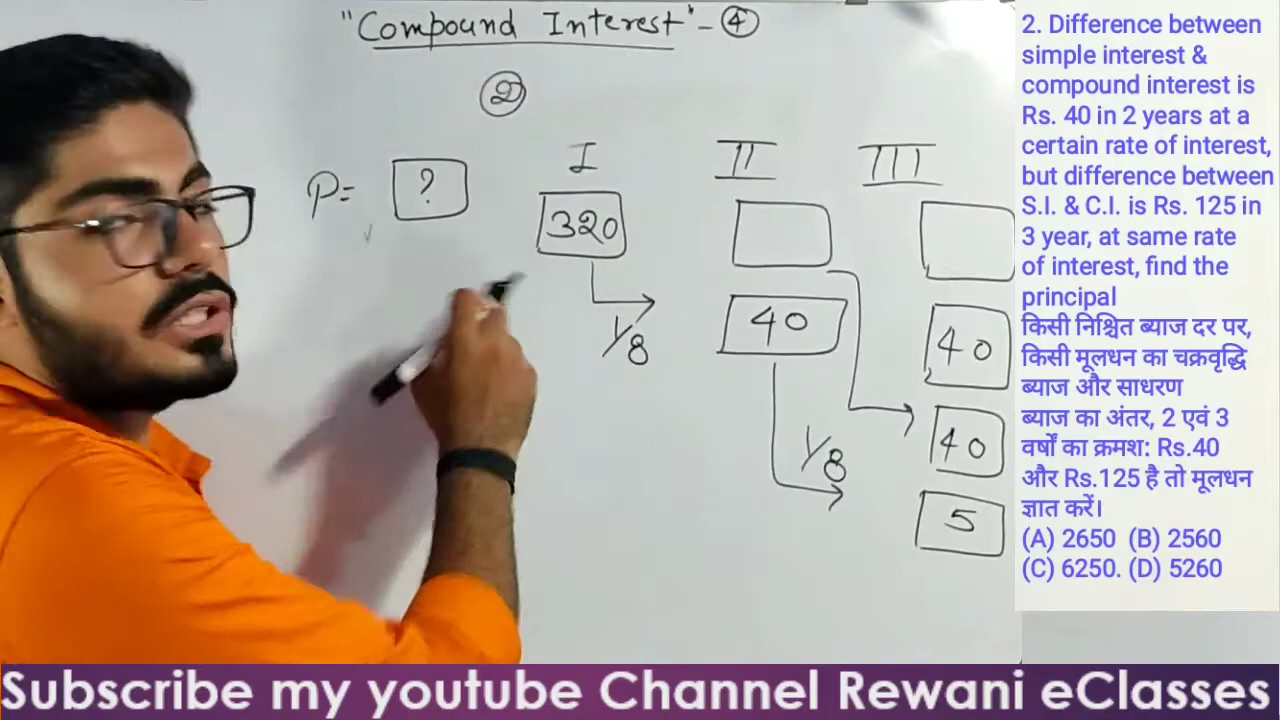 "Compound Interest" - ④
②
I II III
P= ?
320
1/8
40
40
1/8
40
5
2. Difference between
simple interest &
compound interest is
Rs. 40 in 2 years at a
certain rate of interest,
but difference between
S.I. & C.I. is Rs. 125 in
3 year, at same rate
of interest, find the
principal
किसी निश्चित ब्याज दर पर,
किसी मूलधन का चक्रवृद्धि
ब्याज और साधारण
ब्याज का अंतर, 2 एवं 3
वर्षों का क्रमश: Rs.40
और Rs.125 है तो मूलधन
ज्ञात करें।
(A) 2650 (B) 2560
(C) 6250. (D) 5260
Subscribe my youtube Channel Rewani eClasses